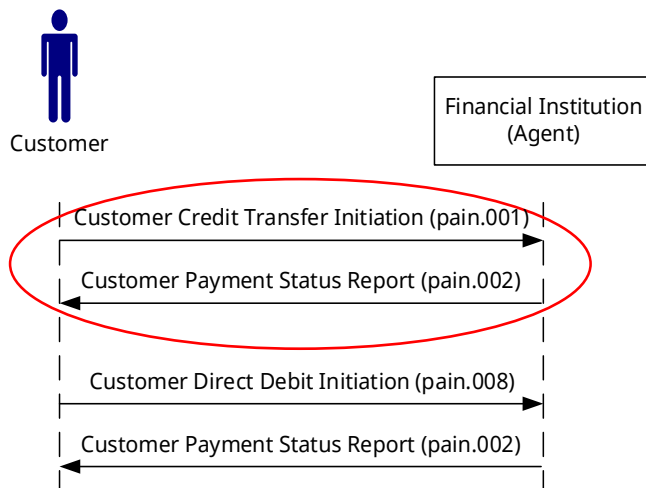 Customer
Financial Institution
(Agent)
Customer Credit Transfer Initiation (pain.001)
Customer Payment Status Report (pain.002)
Customer Direct Debit Initiation (pain.008)
Customer Payment Status Report (pain.002)